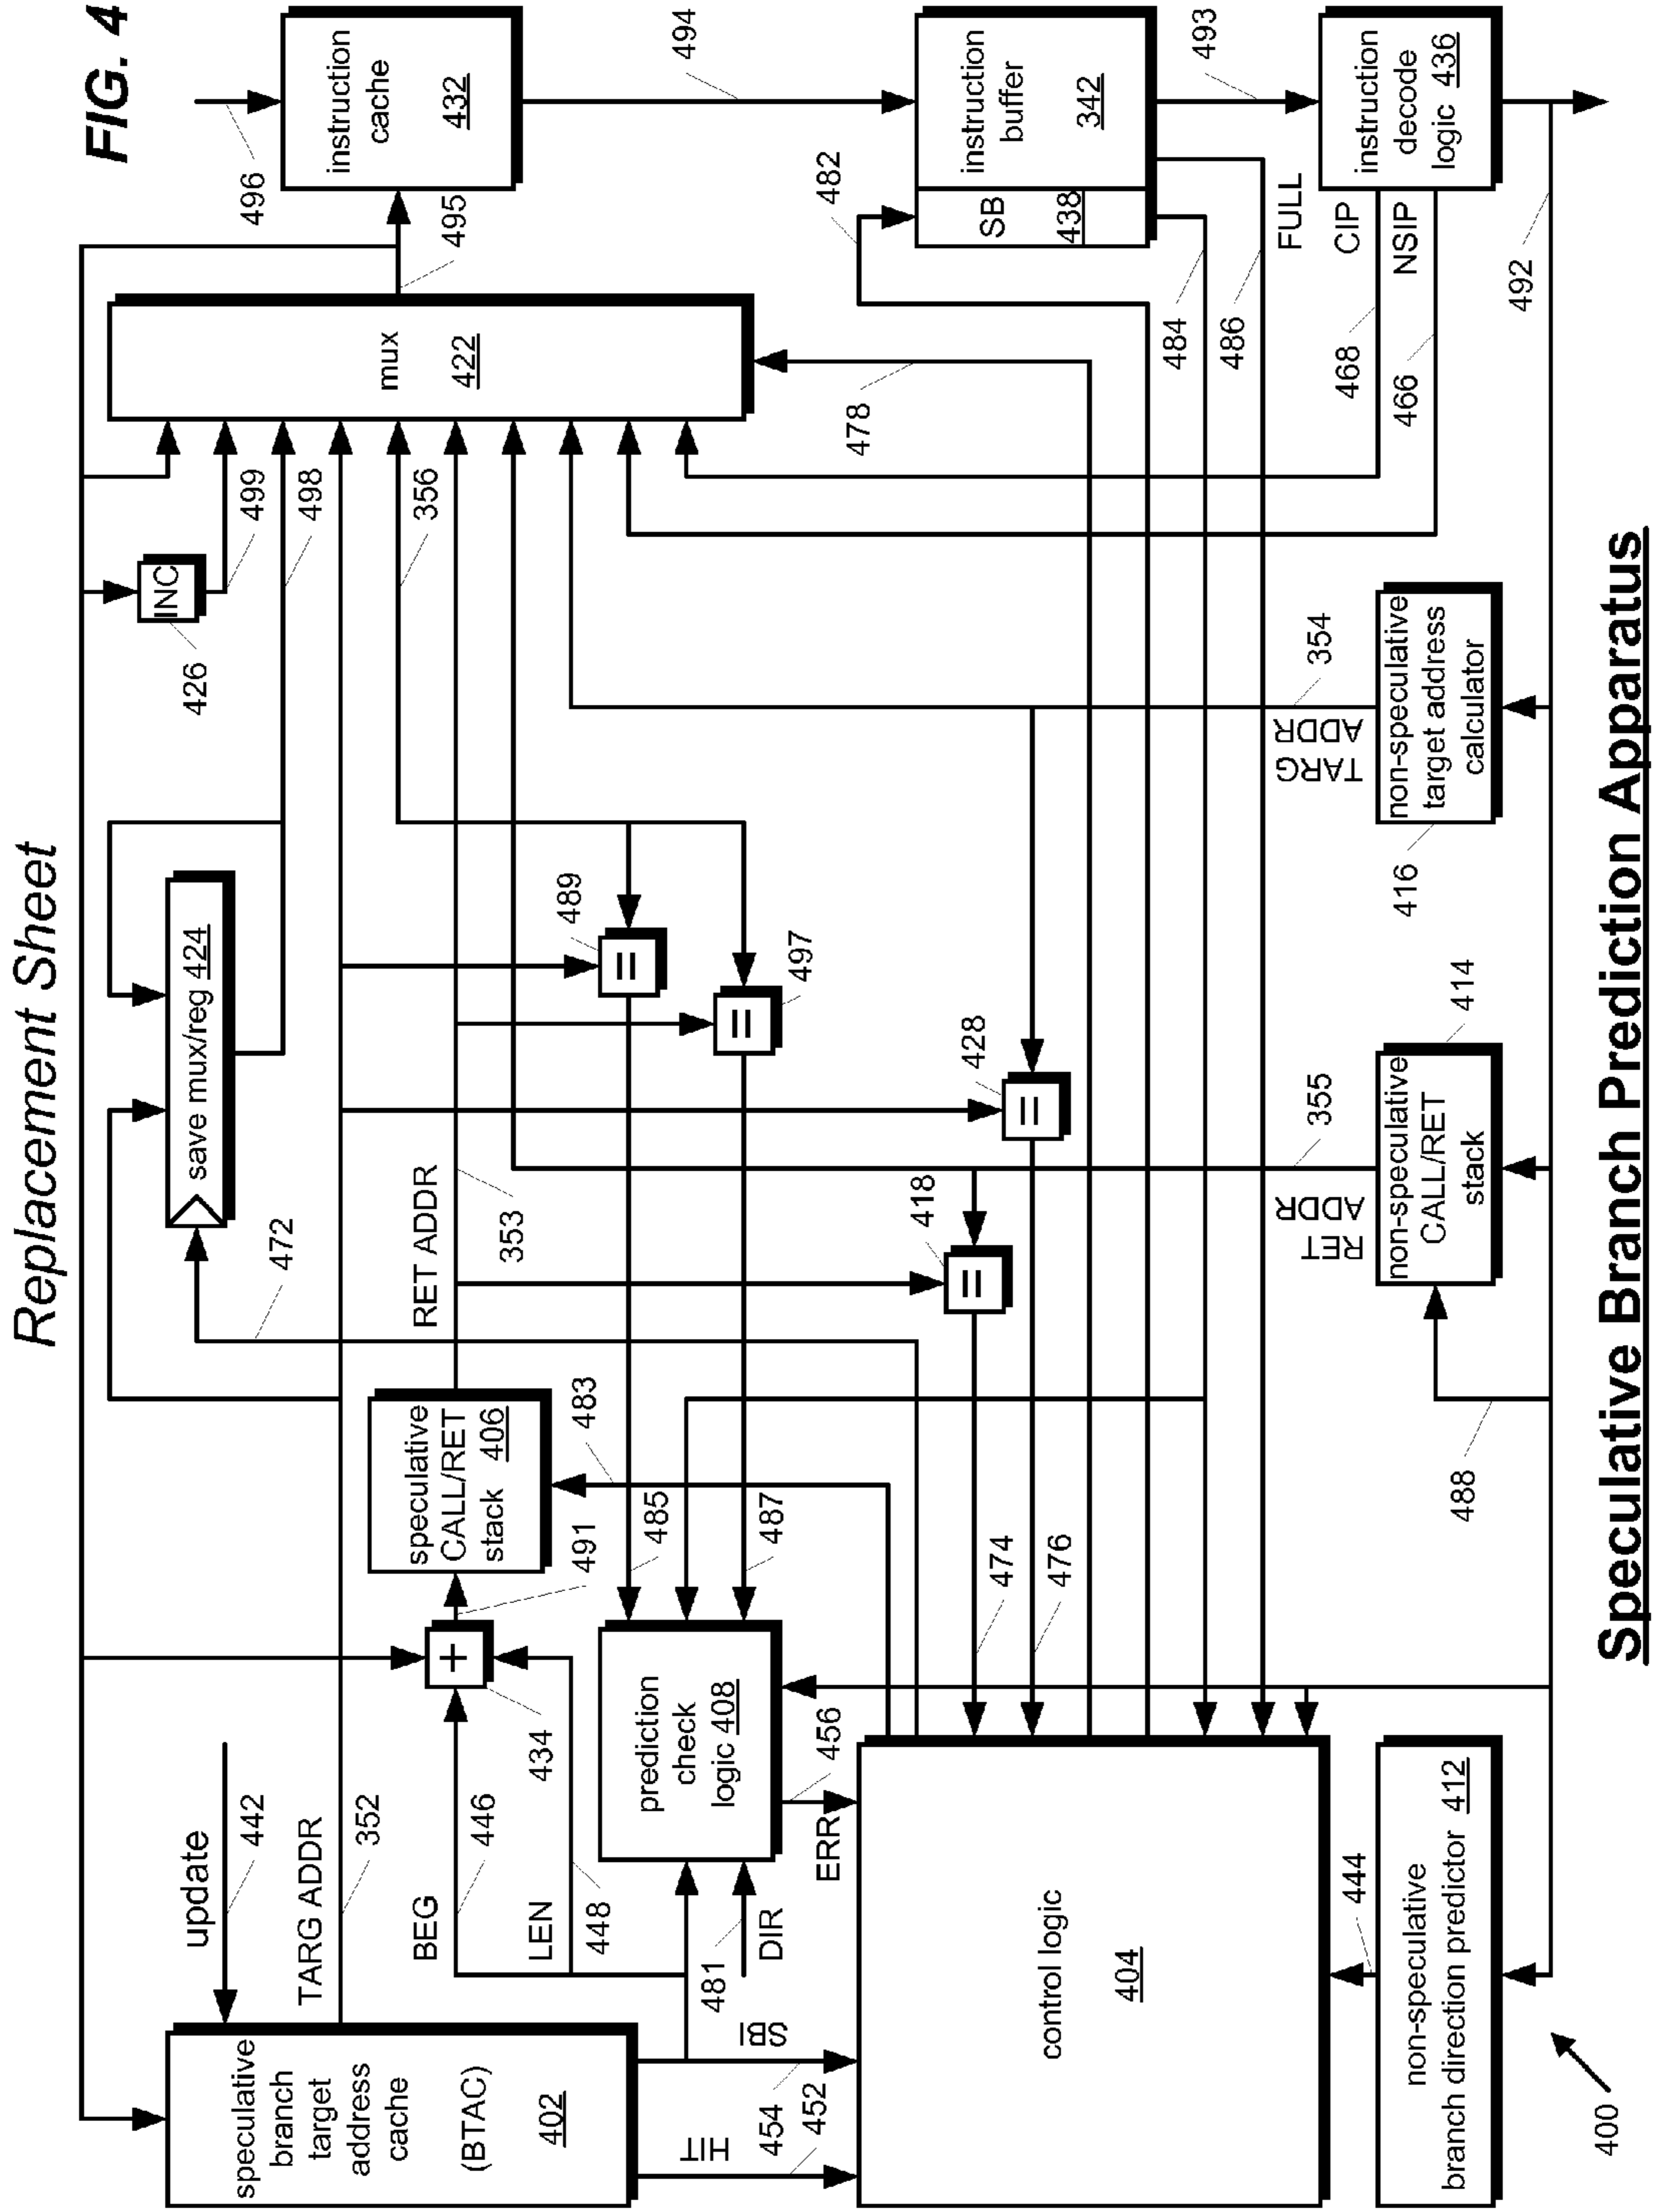 Replacement Sheet
FIG. 4
speculative
branch
target
address
cache
(BTAC)
402
update
442
TARG ADDR
352
BEG
446
LEN
448
434
+
491
speculative
CALL/RET
stack 406
483
RET ADDR
353
472
save mux/reg 424
INC
426
499
498
356
mux
422
495
496
instruction
cache
432
494
instruction
buffer
342
SB
438
482
484
486
FULL
493
instruction
decode
logic 436
CIP
NSIP
468
466
492
478
=
489
=
497
=
428
=
418
485
487
474
476
prediction
check
logic 408
456
ERR
481
DIR
SBI
454
452
HIT
control logic
404
444
non-speculative
branch direction predictor 412
488
non-speculative
CALL/RET
stack
414
RET
ADDR
355
non-speculative
target address
calculator
416
TARG
ADDR
354
400
Speculative Branch Prediction Apparatus